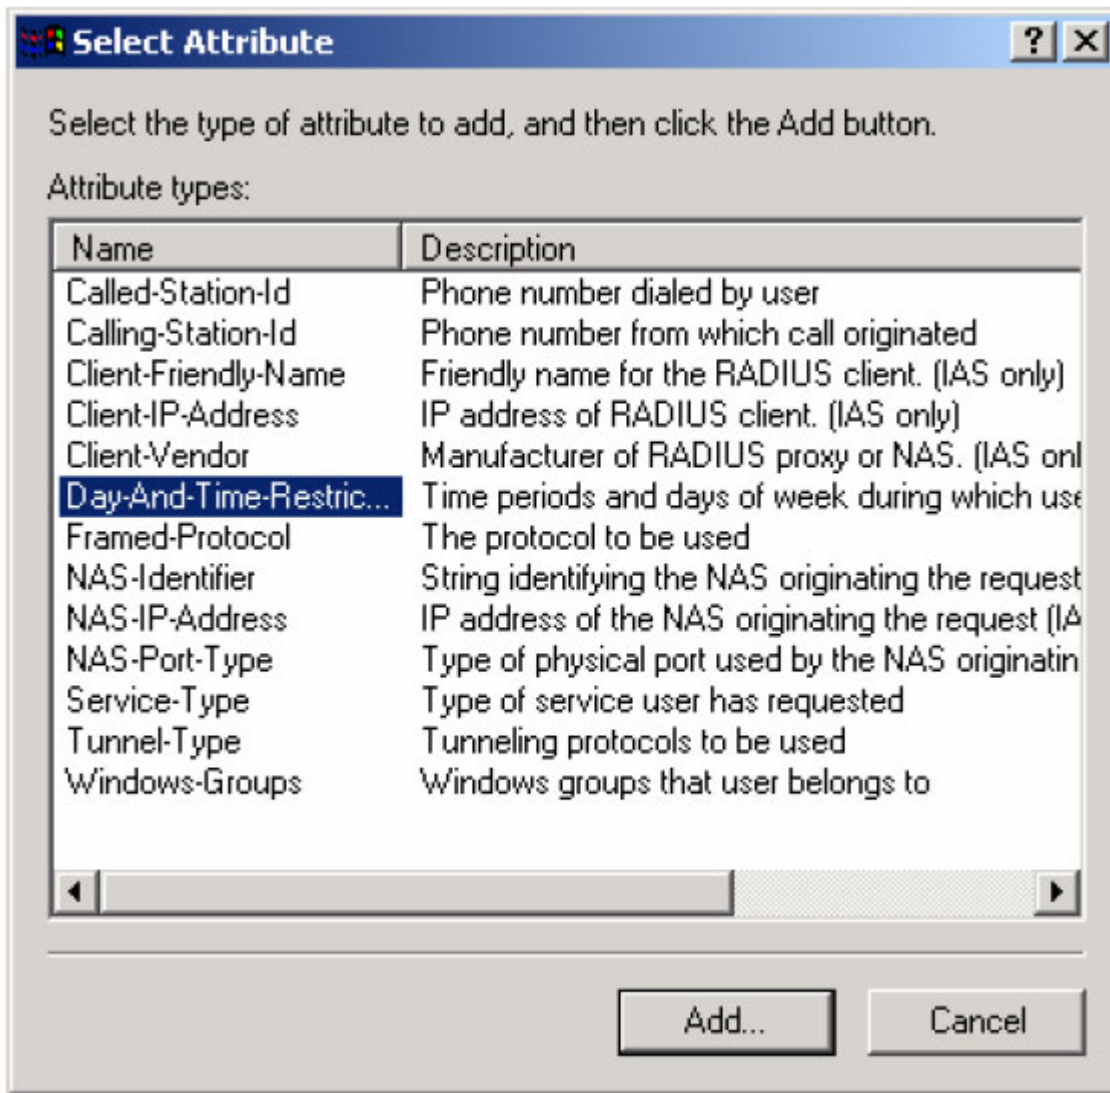 Select Attribute
Select the type of attribute to add, and then click the Add button.
Attribute types:
Name Description
Called-Station-Id Phone number dialed by user
Calling-Station-Id Phone number from which call originated
Client-Friendly-Name Friendly name for the RADIUS client. (IAS only)
Client-IP-Address IP address of RADIUS client. (IAS only)
Client-Vendor Manufacturer of RADIUS proxy or NAS. (IAS onl
Day-And-Time-Restric... Time periods and days of week during which use
Framed-Protocol The protocol to be used
NAS-Identifier String identifying the NAS originating the request
NAS-IP-Address IP address of the NAS originating the request (IA
NAS-Port-Type Type of physical port used by the NAS originatin
Service-Type Type of service user has requested
Tunnel-Type Tunneling protocols to be used
Windows-Groups Windows groups that user belongs to
Add... Cancel